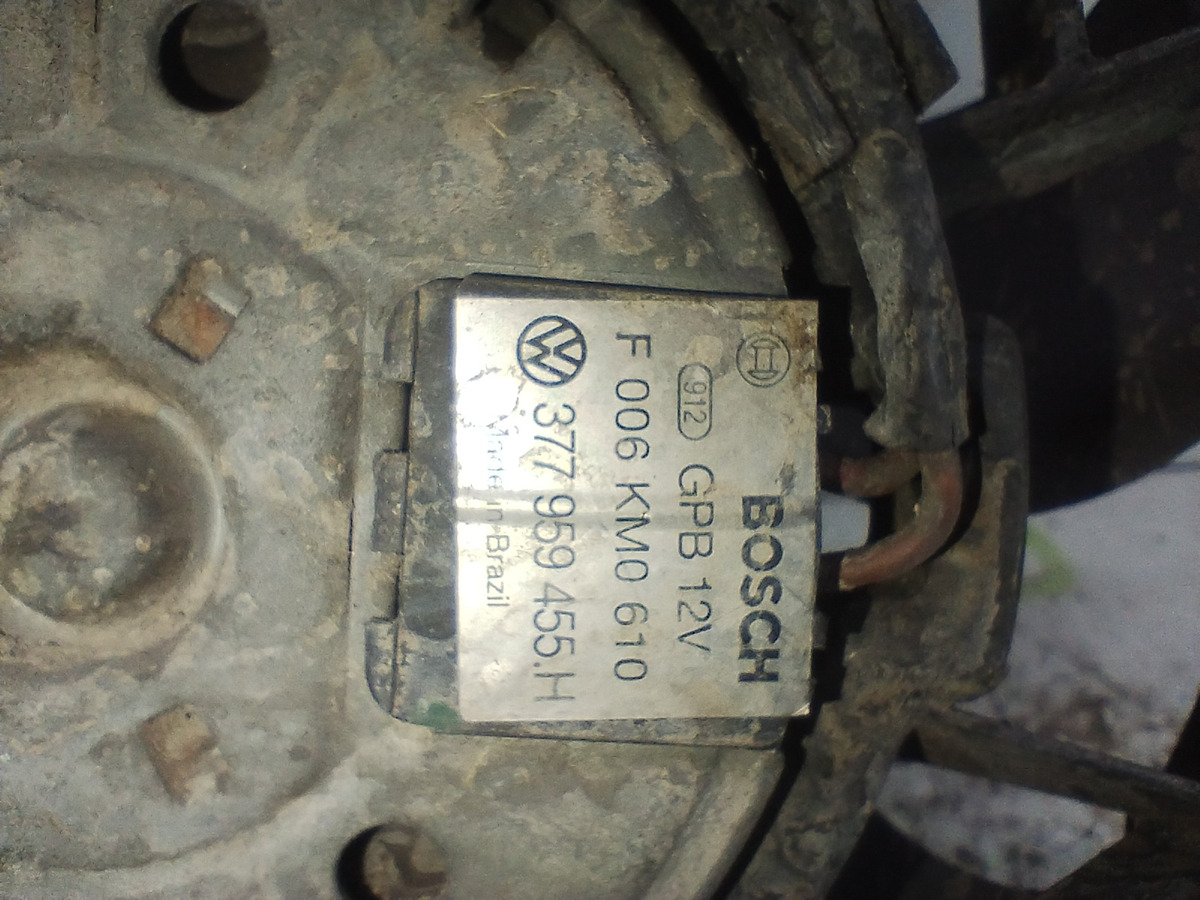 BOSCH
912 GPB 12V
F 006 KM0 610
377 959 455.H
Made in Brazil